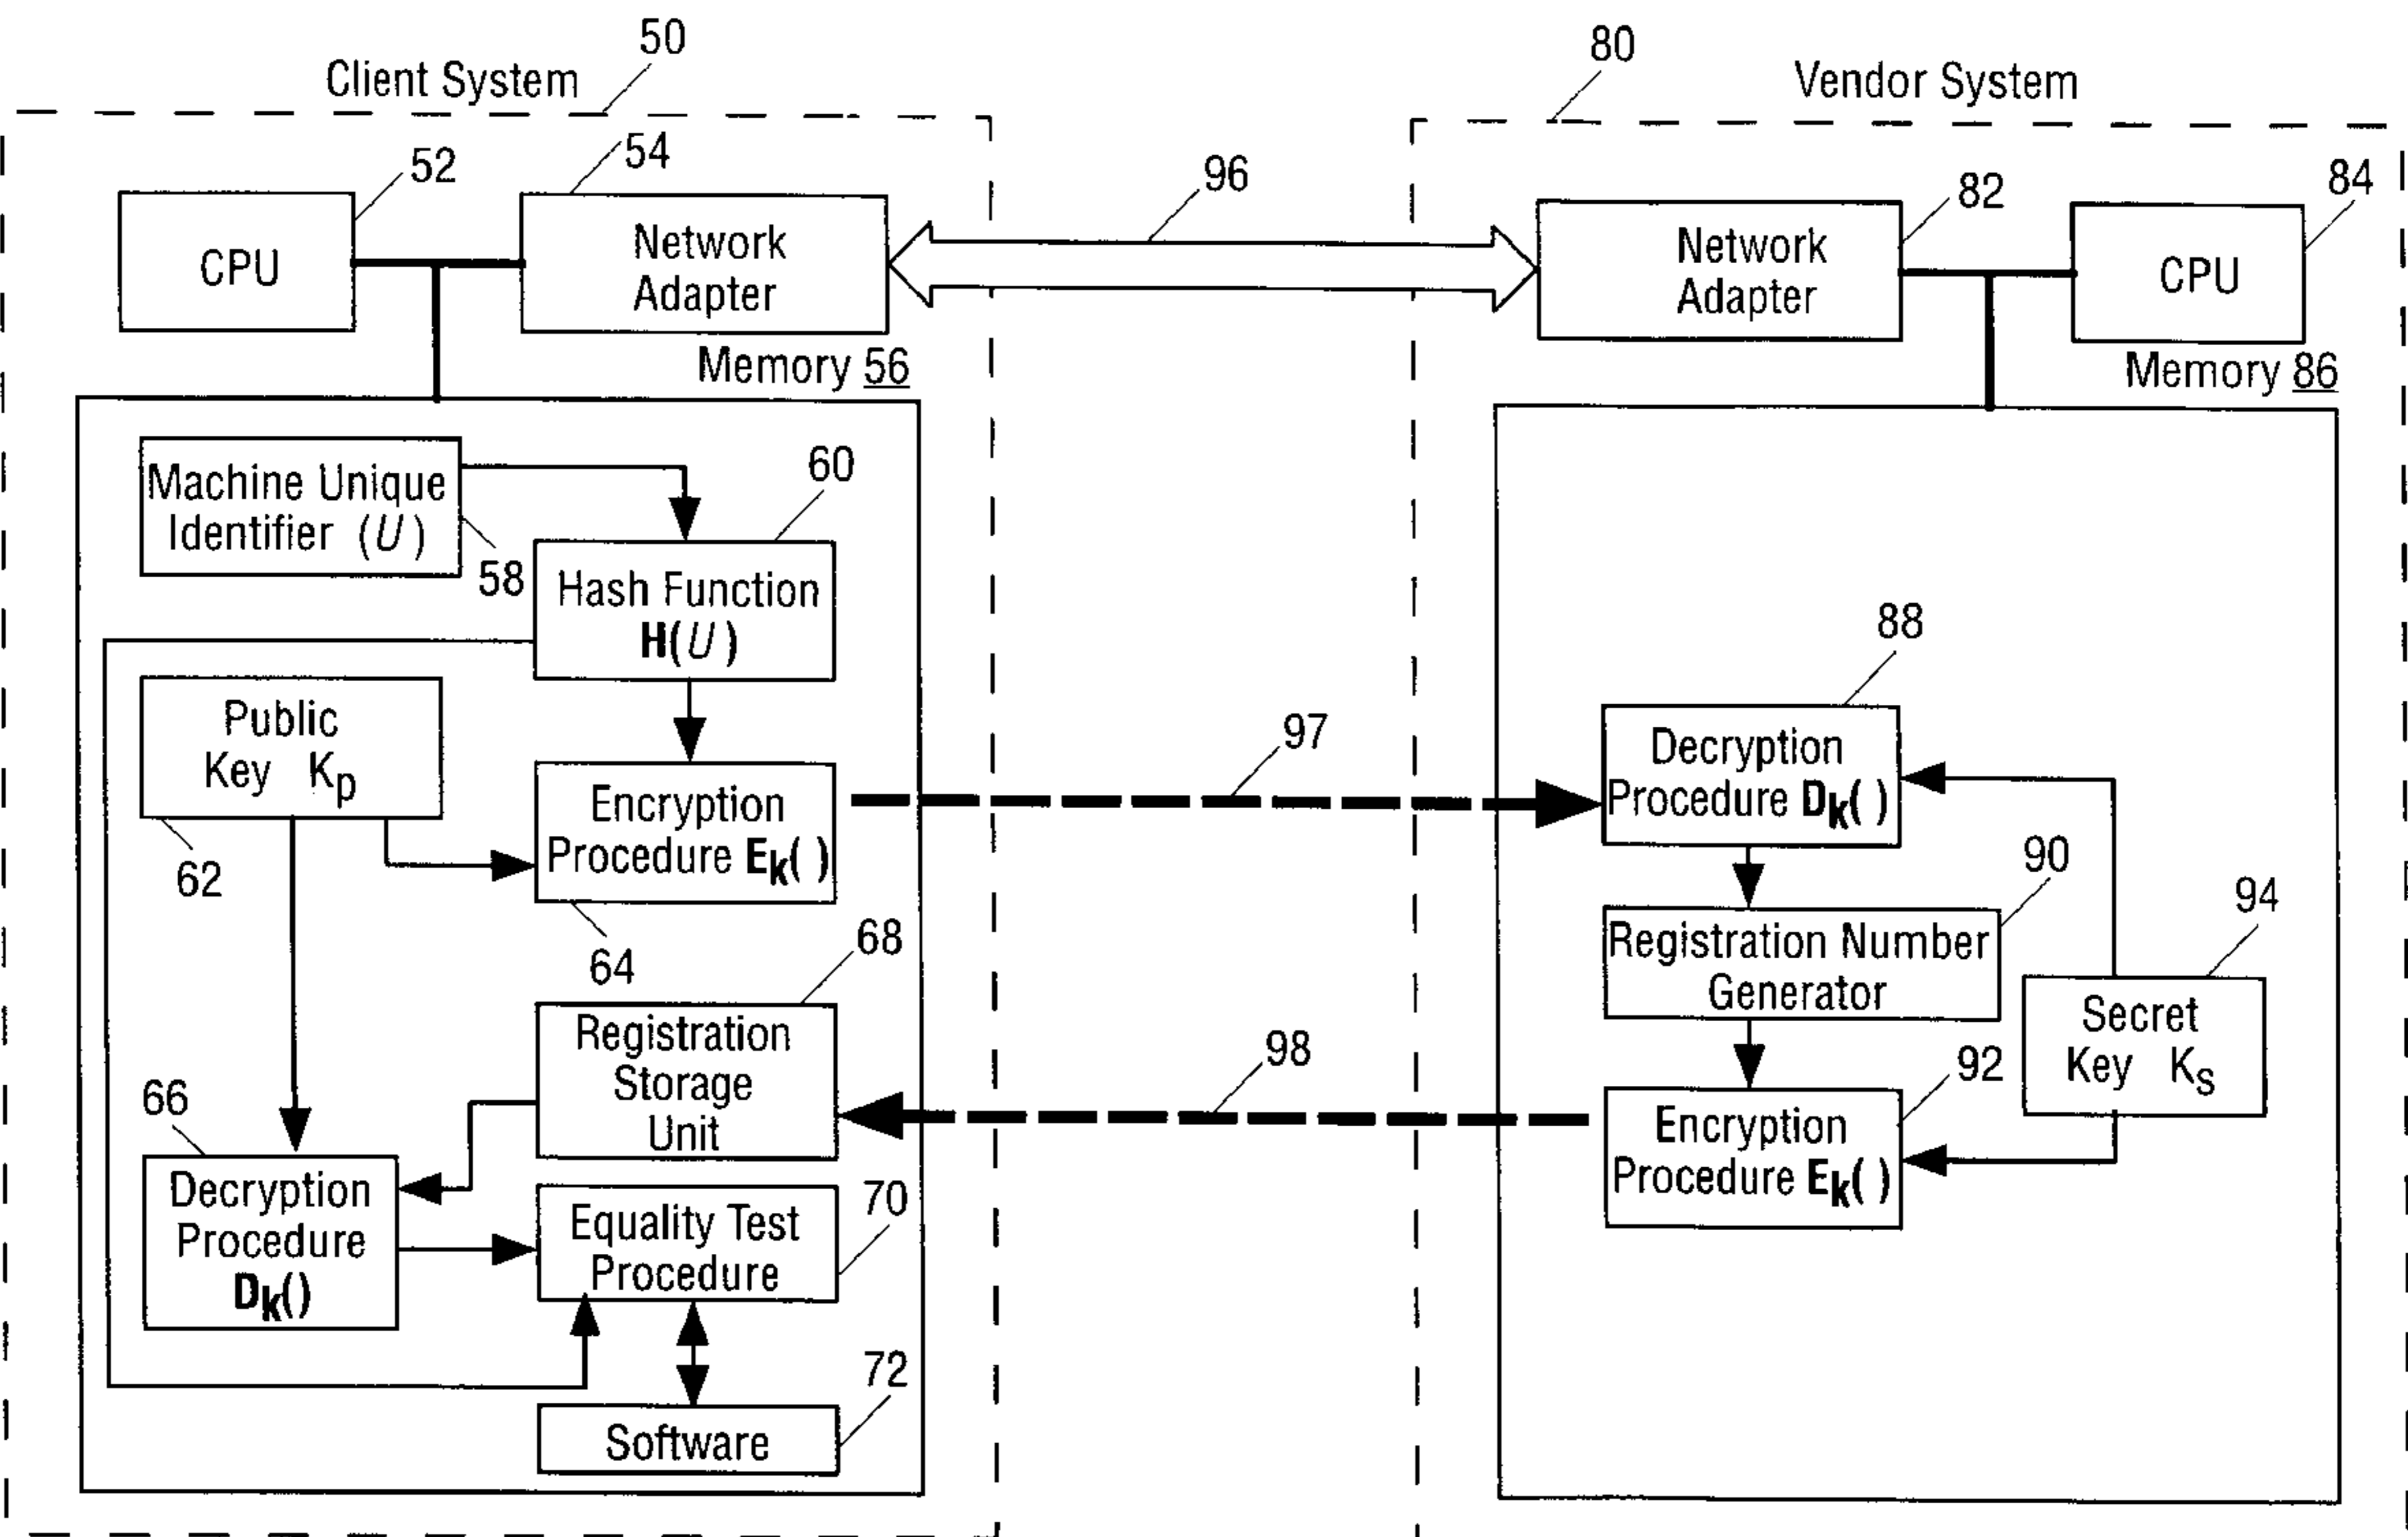 50
Client System
80
Vendor System
52
54
96
82
84
CPU
Network
Adapter
Network
Adapter
CPU
Memory 56
Memory 86
Machine Unique
Identifier (U)
58
60
Hash Function
H(U)
Public
Key Kp
62
Encryption
Procedure Ek( )
64
97
88
Decryption
Procedure Dk( )
90
Registration Number
Generator
94
Secret
Key Ks
68
Registration
Storage
Unit
98
92
Encryption
Procedure Ek( )
66
Decryption
Procedure
Dk()
70
Equality Test
Procedure
72
Software